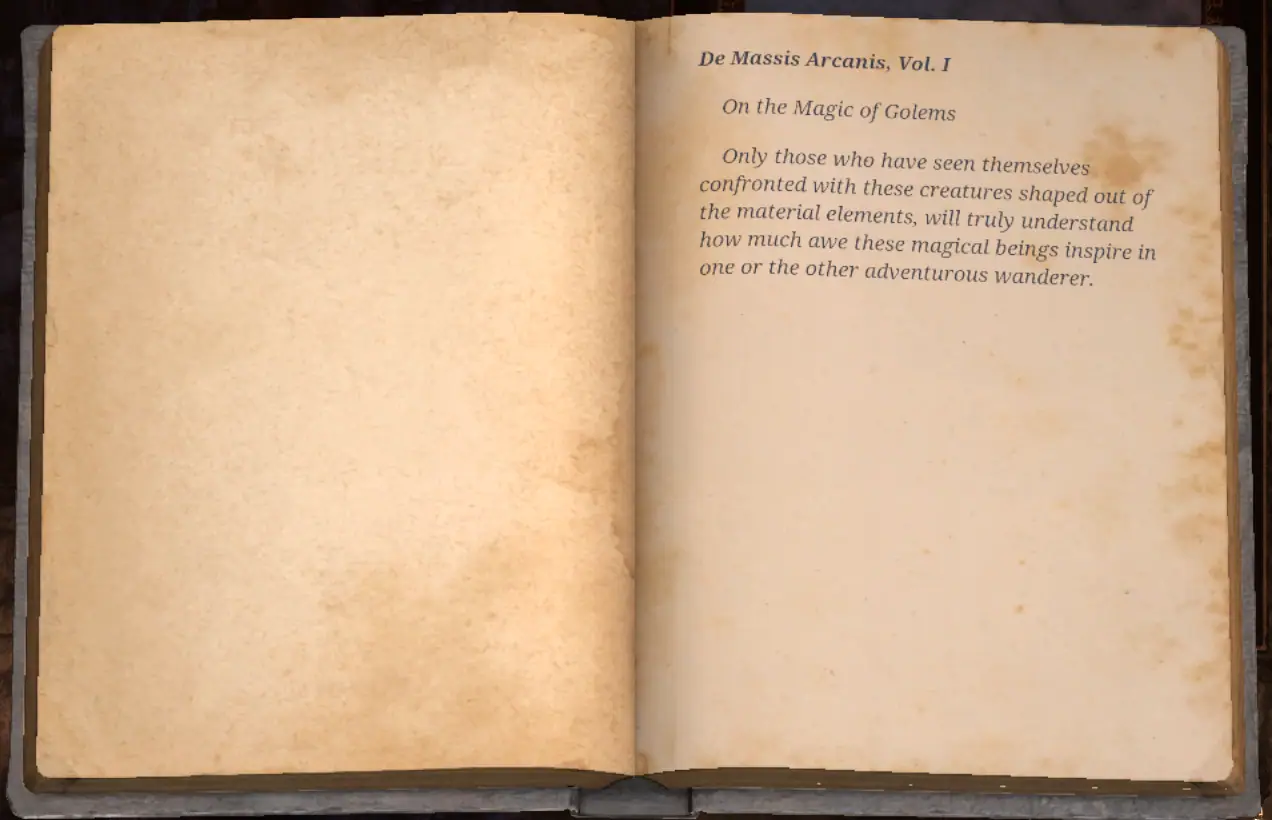 De Massis Arcanis, Vol. I
On the Magic of Golems
Only those who have seen themselves
confronted with these creatures shaped out of
the material elements, will truly understand
how much awe these magical beings inspire in
one or the other adventurous wanderer.